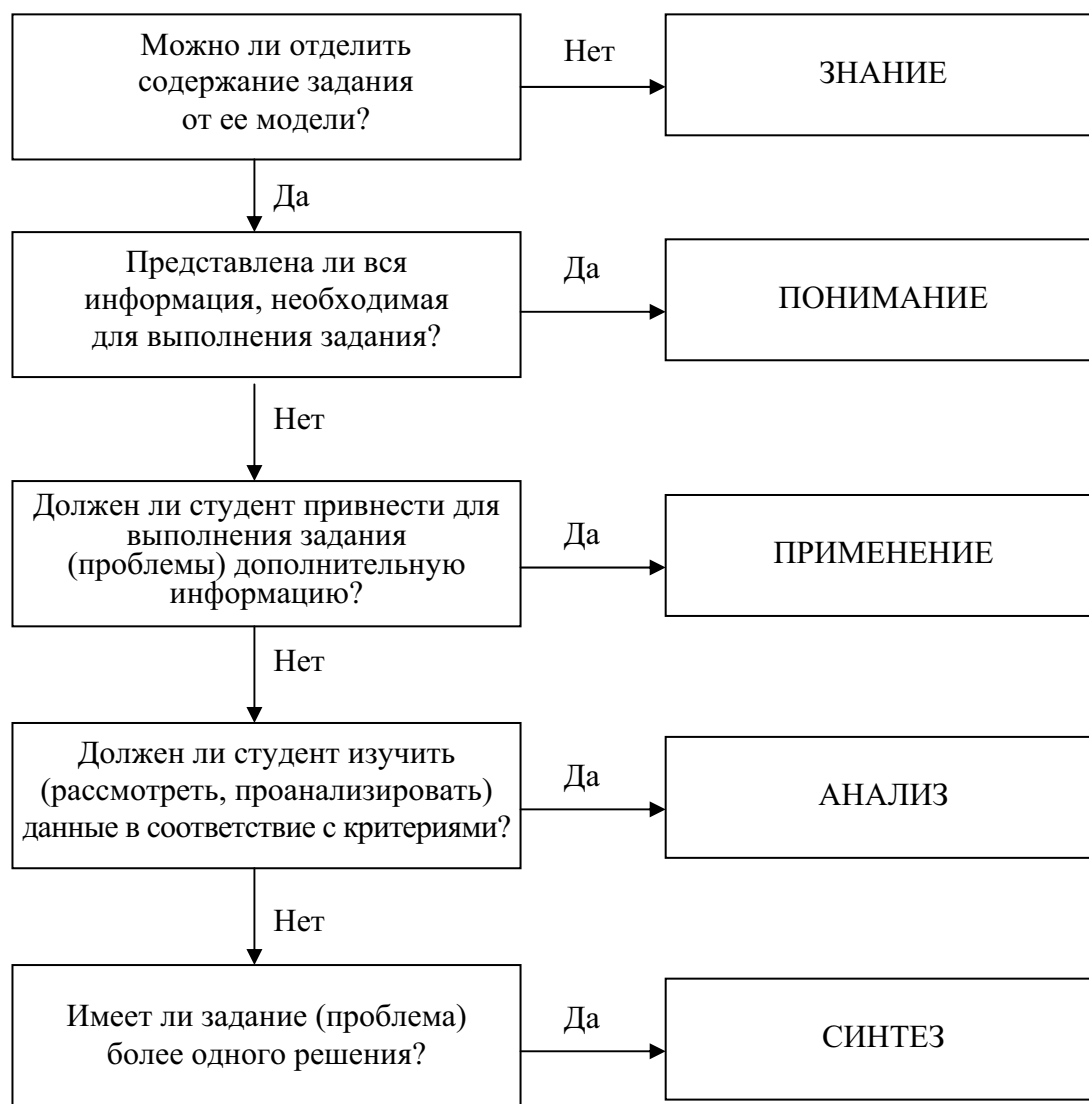 Можно ли отделить
содержание задания
от ее модели?
Нет
ЗНАНИЕ
Да
Представлена ли вся
информация, необходимая
для выполнения задания?
Да
ПОНИМАНИЕ
Нет
Должен ли студент привнести для
выполнения задания
(проблемы) дополнительную
информацию?
Да
ПРИМЕНЕНИЕ
Нет
Должен ли студент изучить
(рассмотреть, проанализировать)
данные в соответствие с критериями?
Да
АНАЛИЗ
Нет
Имеет ли задание (проблема)
более одного решения?
Да
СИНТЕЗ